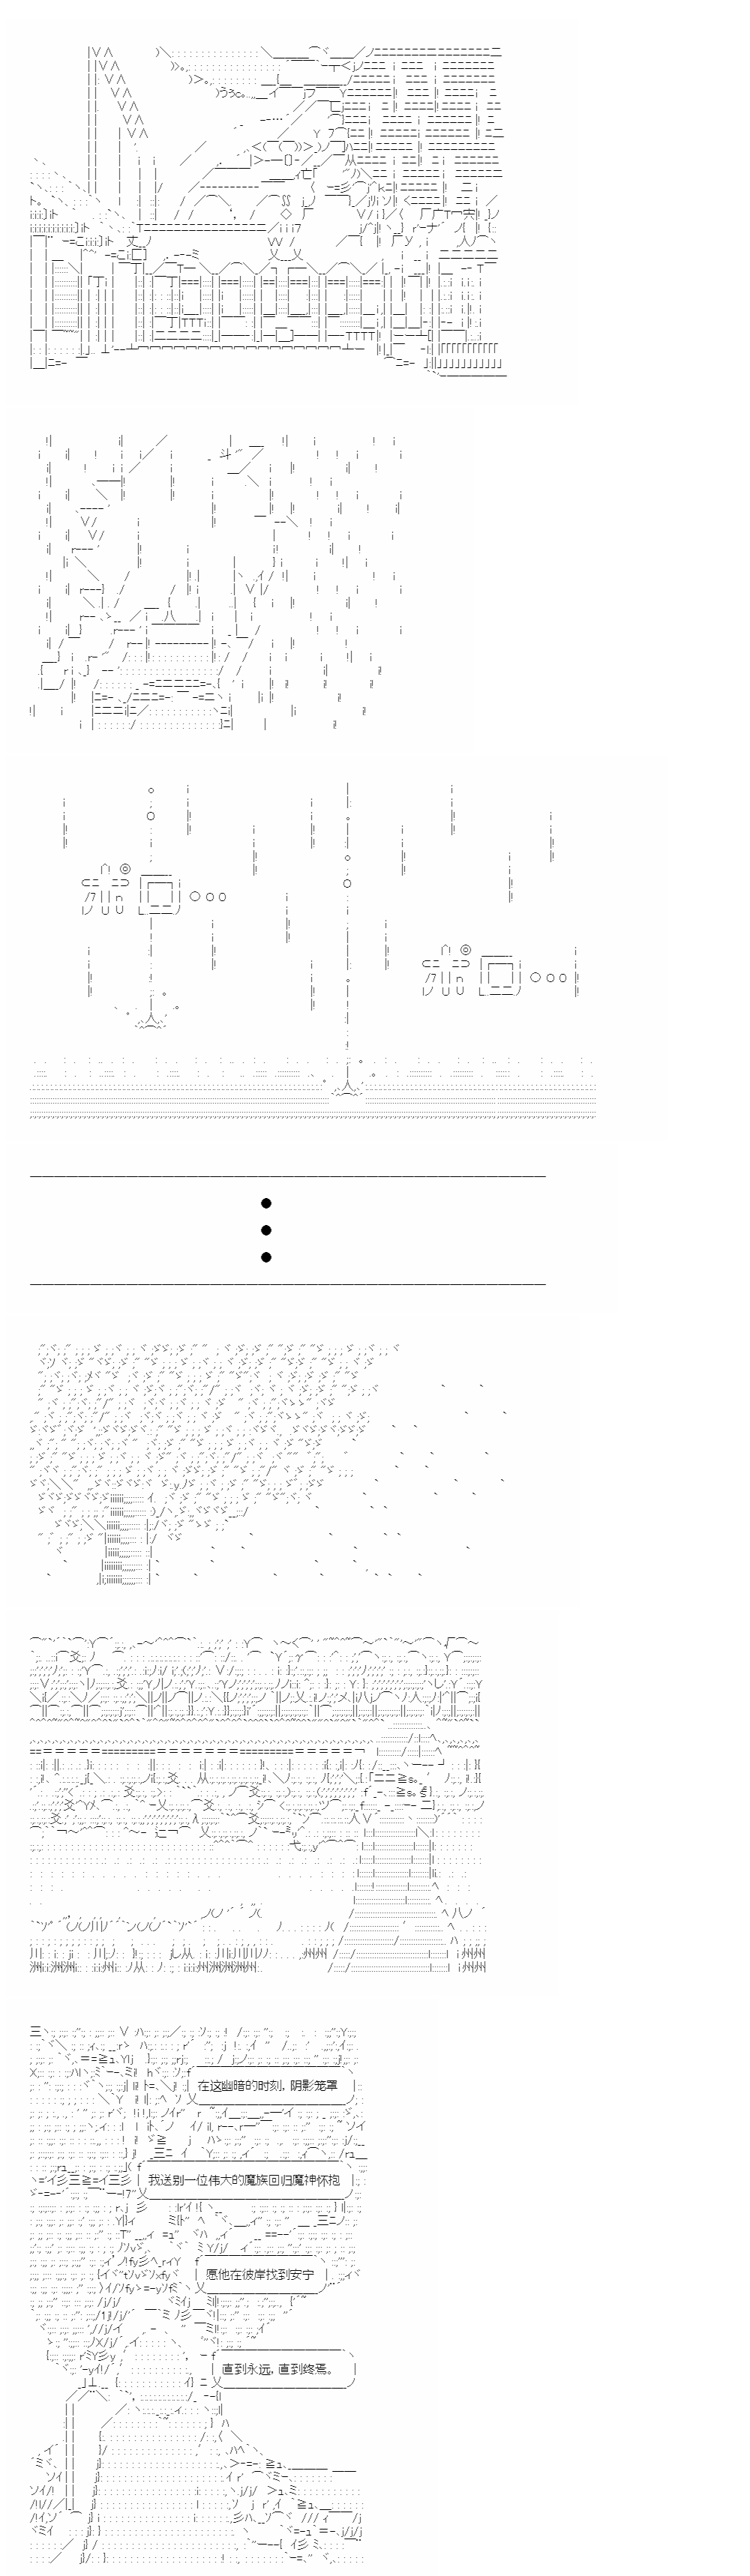 在这幽暗的时刻，阴影笼罩
我送别一位伟大的魔族回归魔神怀抱
愿他在彼岸找到安宁
直到永远，直到终焉。